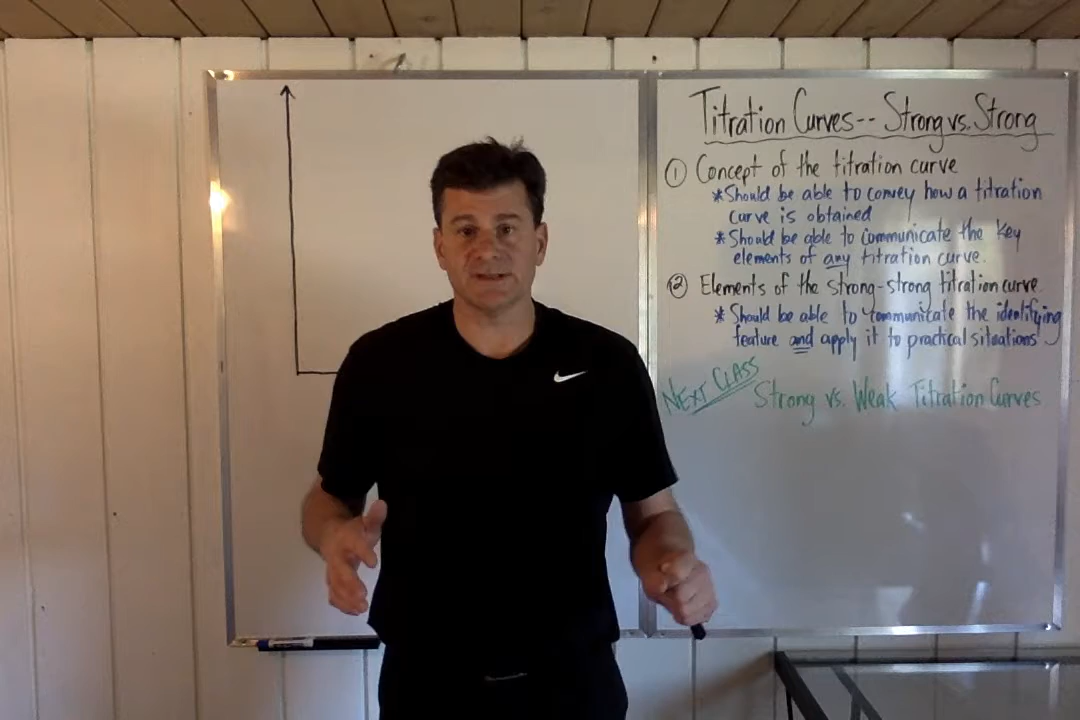 Titration Curves-- Strong vs. Strong
① Concept of the titration curve
*Should be able to convey how a titration
curve is obtained
*Should be able to communicate the key
elements of any titration curve.
② Elements of the strong-strong titration curve.
*Should be able to communicate the identifying
feature and apply it to practical situations
NEXT CLASS Strong vs. Weak Titration Curves